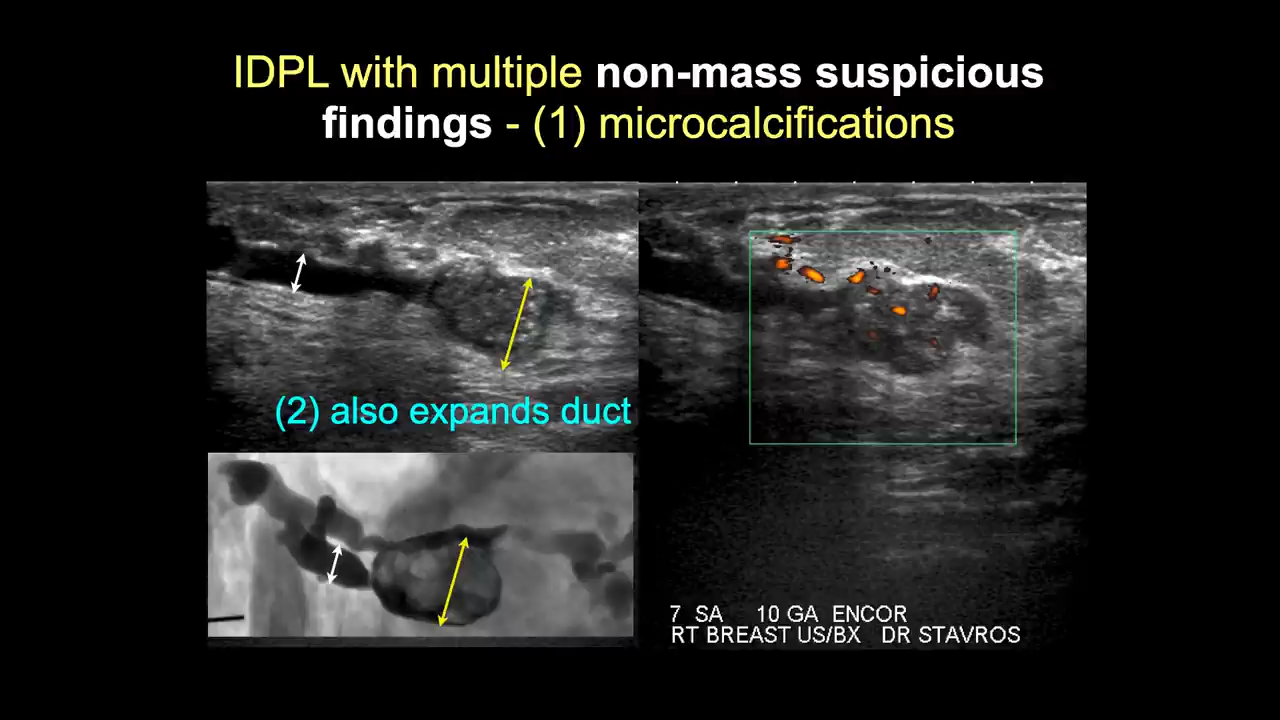 IDPL with multiple non-mass suspicious
findings - (1) microcalcifications
(2) also expands duct
7 SA 10 GA ENCOR
RT BREAST US/BX DR STAVROS